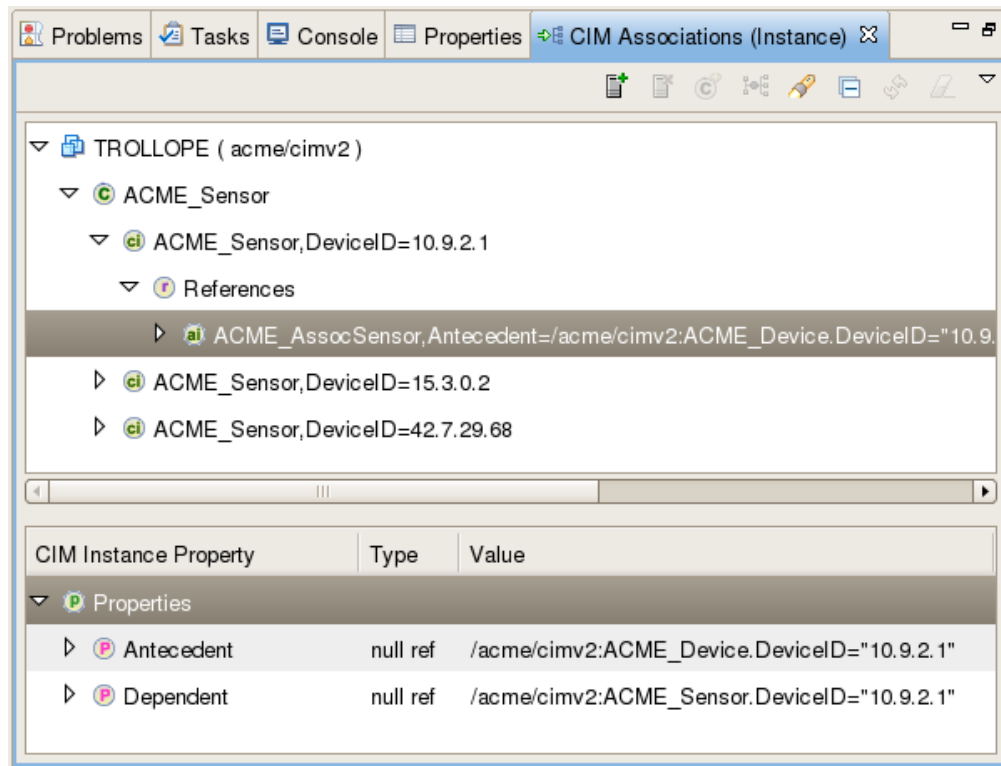 Problems Tasks Console Properties CIM Associations (Instance)
TROLLOPE ( acme/cimv2 )
ACME_Sensor
ACME_Sensor,DeviceID=10.9.2.1
References
ACME_AssocSensor,Antecedent=/acme/cimv2:ACME_Device.DeviceID="10.9.
ACME_Sensor,DeviceID=15.3.0.2
ACME_Sensor,DeviceID=42.7.29.68
CIM Instance Property Type Value
Properties
Antecedent null ref /acme/cimv2:ACME_Device.DeviceID="10.9.2.1"
Dependent null ref /acme/cimv2:ACME_Sensor.DeviceID="10.9.2.1"